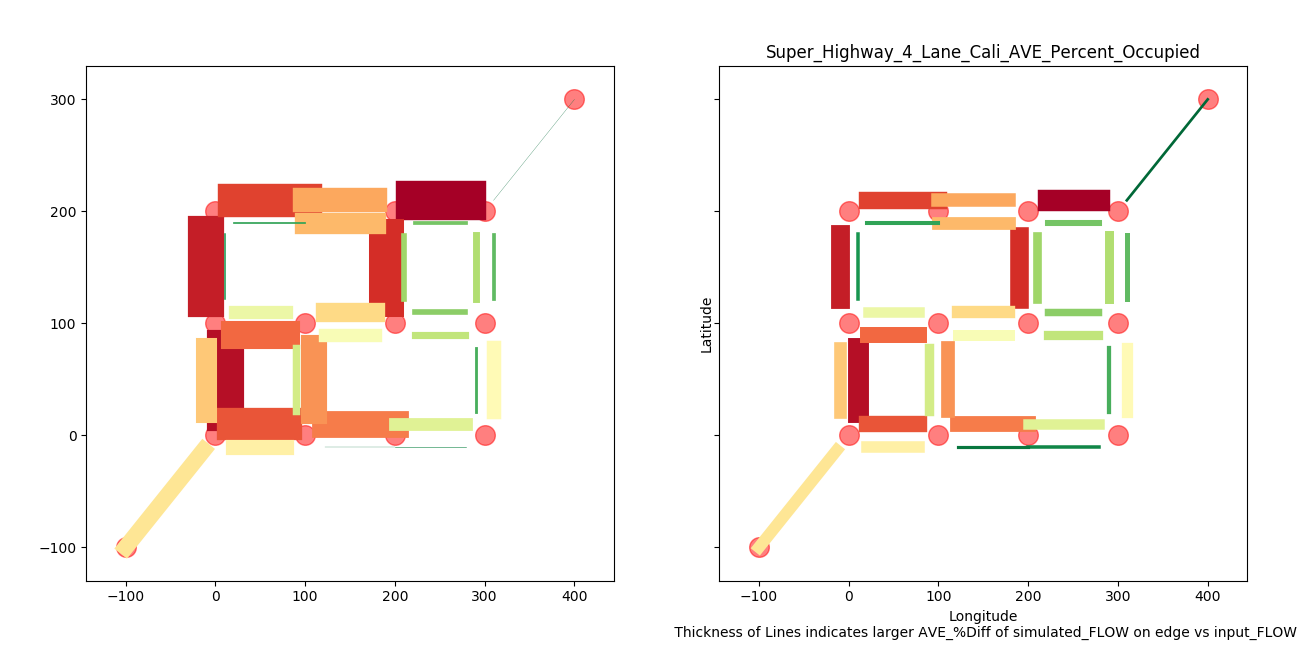 Super_Highway_4_Lane_Cali_AVE_Percent_Occupied
300
200
100
0
−100
−100 0 100 200 300 400
Latitude
−100 0 100 200 300 400
Longitude
Thickness of Lines indicates larger AVE_%Diff of simulated_FLOW on edge vs input_FLOW